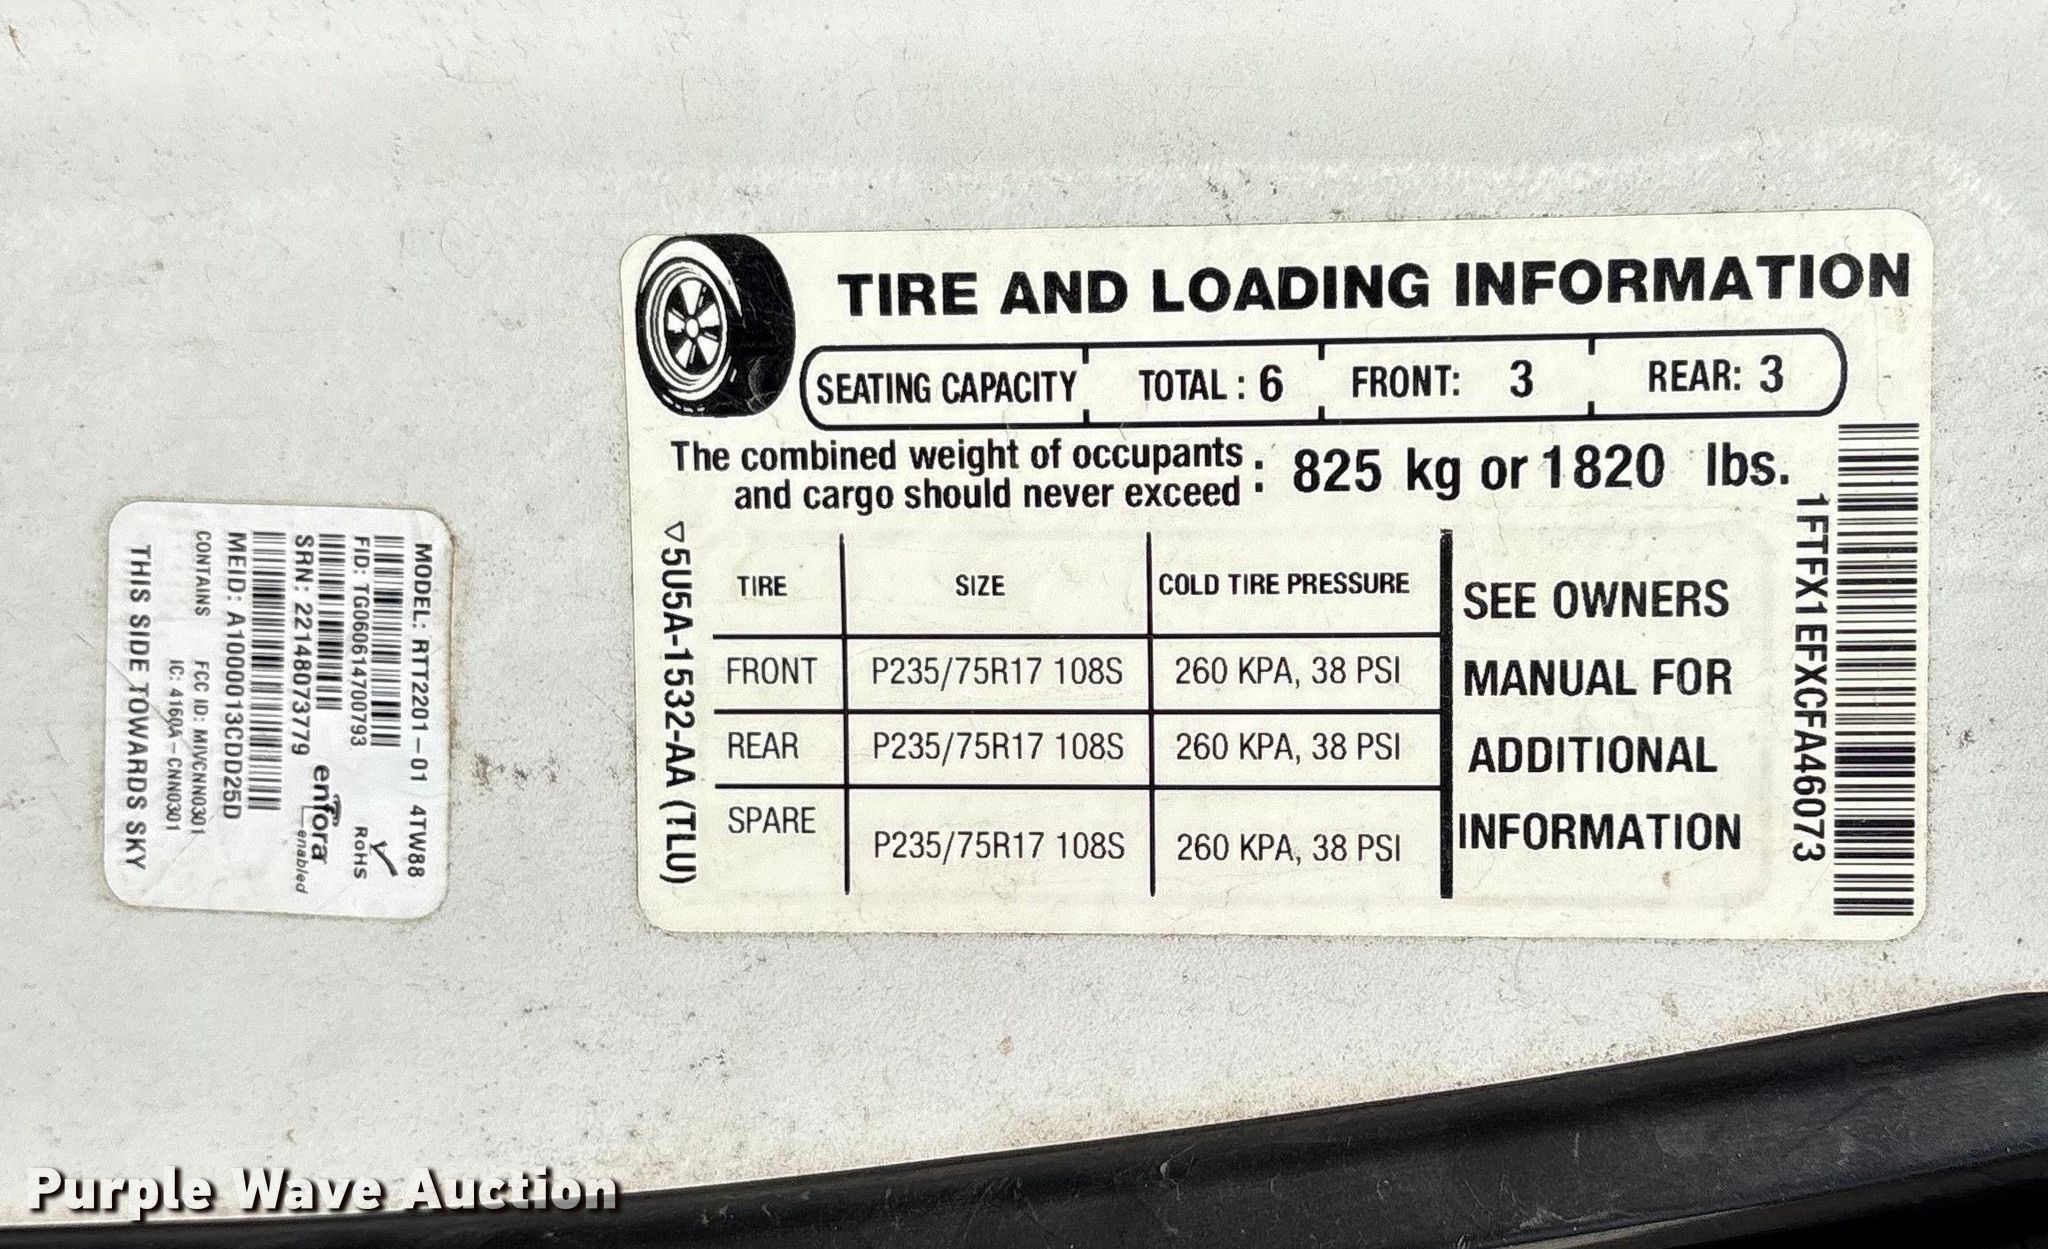 TIRE AND LOADING INFORMATION
SEATING CAPACITY TOTAL : 6 FRONT: 3 REAR: 3
The combined weight of occupants
and cargo should never exceed : 825 kg or 1820 lbs.
TIRE SIZE COLD TIRE PRESSURE
FRONT P235/75R17 108S 260 KPA, 38 PSI
REAR P235/75R17 108S 260 KPA, 38 PSI
SPARE P235/75R17 108S 260 KPA, 38 PSI
SEE OWNERS
MANUAL FOR
ADDITIONAL
INFORMATION
5U5A-1532-AA (TLU)
1FTFX1EFXCFA46073
MODEL: RTT2201-01 4TW88
FID: TG060614700793 RoHS
SRN: 221480737779
enfora
enabled
MEID: A1000013CDD25D
CONTAINS FCC ID: MIVCNN0301
IC: 4160A-CNN0301
THIS SIDE TOWARDS SKY
Purple Wave Auction